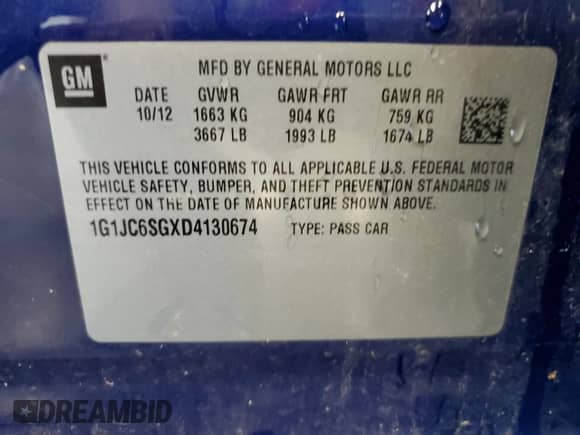 GM
MFD BY GENERAL MOTORS LLC
DATE GVWR GAWR FRT GAWR RR
10/12 1663 KG 904 KG 759 KG
3667 LB 1993 LB 1674 LB
THIS VEHICLE CONFORMS TO ALL APPLICABLE U.S. FEDERAL MOTOR
VEHICLE SAFETY, BUMPER, AND THEFT PREVENTION STANDARDS IN
EFFECT ON THE DATE OF MANUFACTURE SHOWN ABOVE.
1G1JC6SGXD4130674 TYPE: PASS CAR
DREAMBID